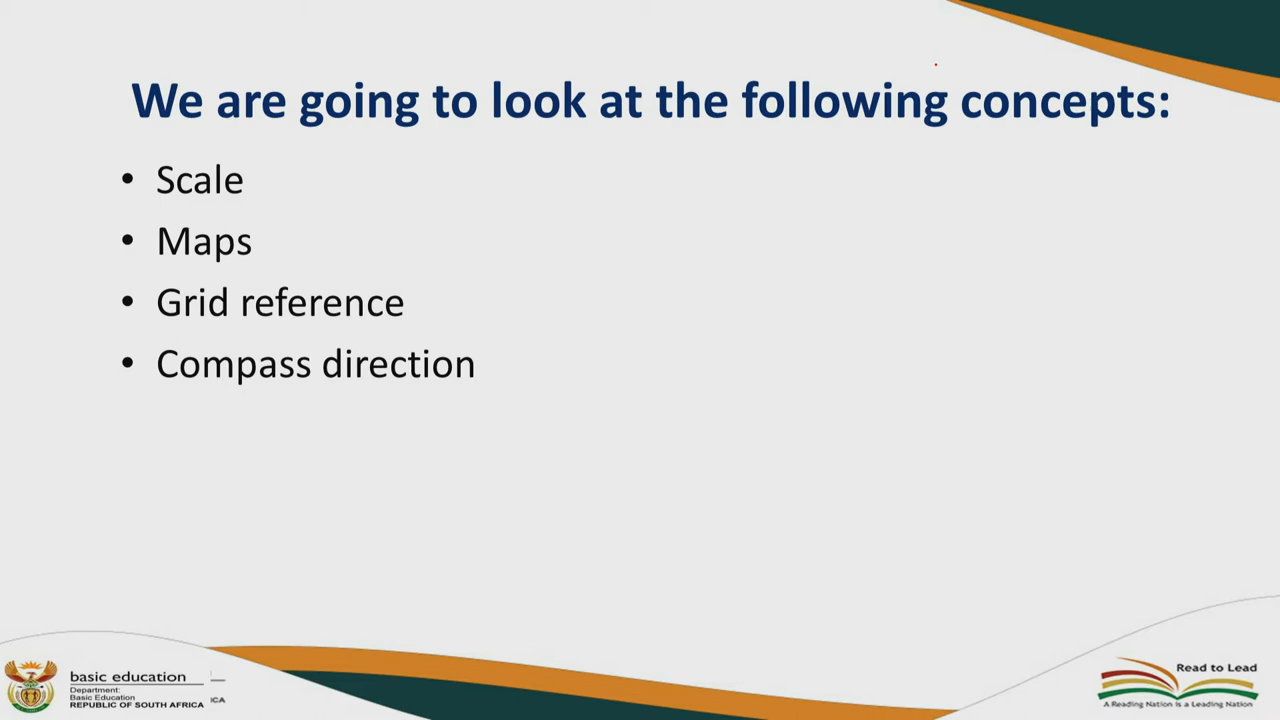 We are going to look at the following concepts:
• Scale
• Maps
• Grid reference
• Compass direction
basic education
Department:
Basic Education
REPUBLIC OF SOUTH AFRICA
ICA
Read to Lead
A Reading Nation is a Leading Nation